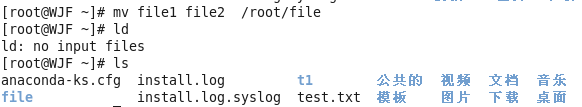 [root@WJF ~]# mv file1 file2  /root/file
[root@WJF ~]# ld
ld: no input files
[root@WJF ~]# ls
anaconda-ks.cfg  install.log         t1        公共的  视频  文档  音乐
file             install.log.syslog  test.txt  模板    图片  下载  桌面